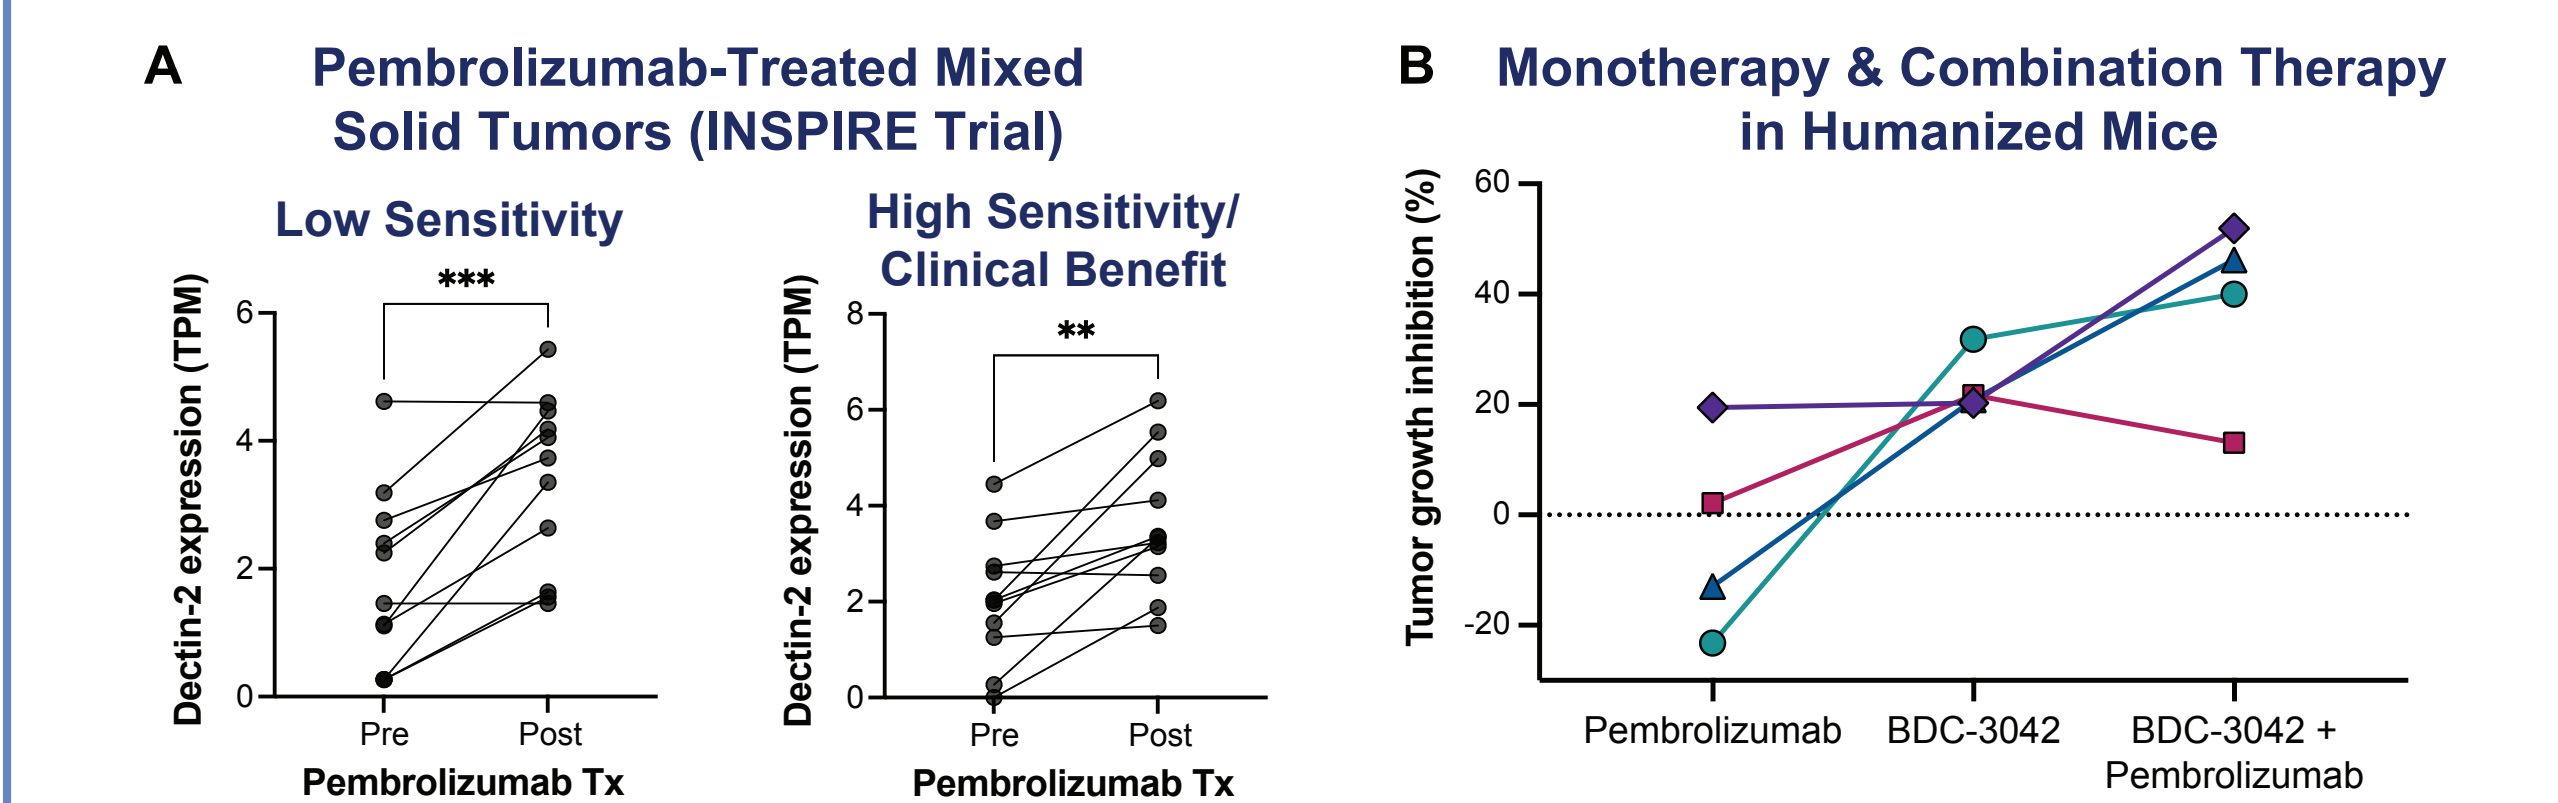 A
Pembrolizumab-Treated Mixed
Solid Tumors (INSPIRE Trial)
Low Sensitivity
***
Dectin-2 expression (TPM)
6
4
2
0
Pre
Post
Pembrolizumab Tx
High Sensitivity/
Clinical Benefit
**
Dectin-2 expression (TPM)
8
6
4
2
0
Pre
Post
Pembrolizumab Tx
B
Monotherapy & Combination Therapy
in Humanized Mice
Tumor growth inhibition (%)
60
40
20
0
-20
Pembrolizumab
BDC-3042
BDC-3042 +
Pembrolizumab